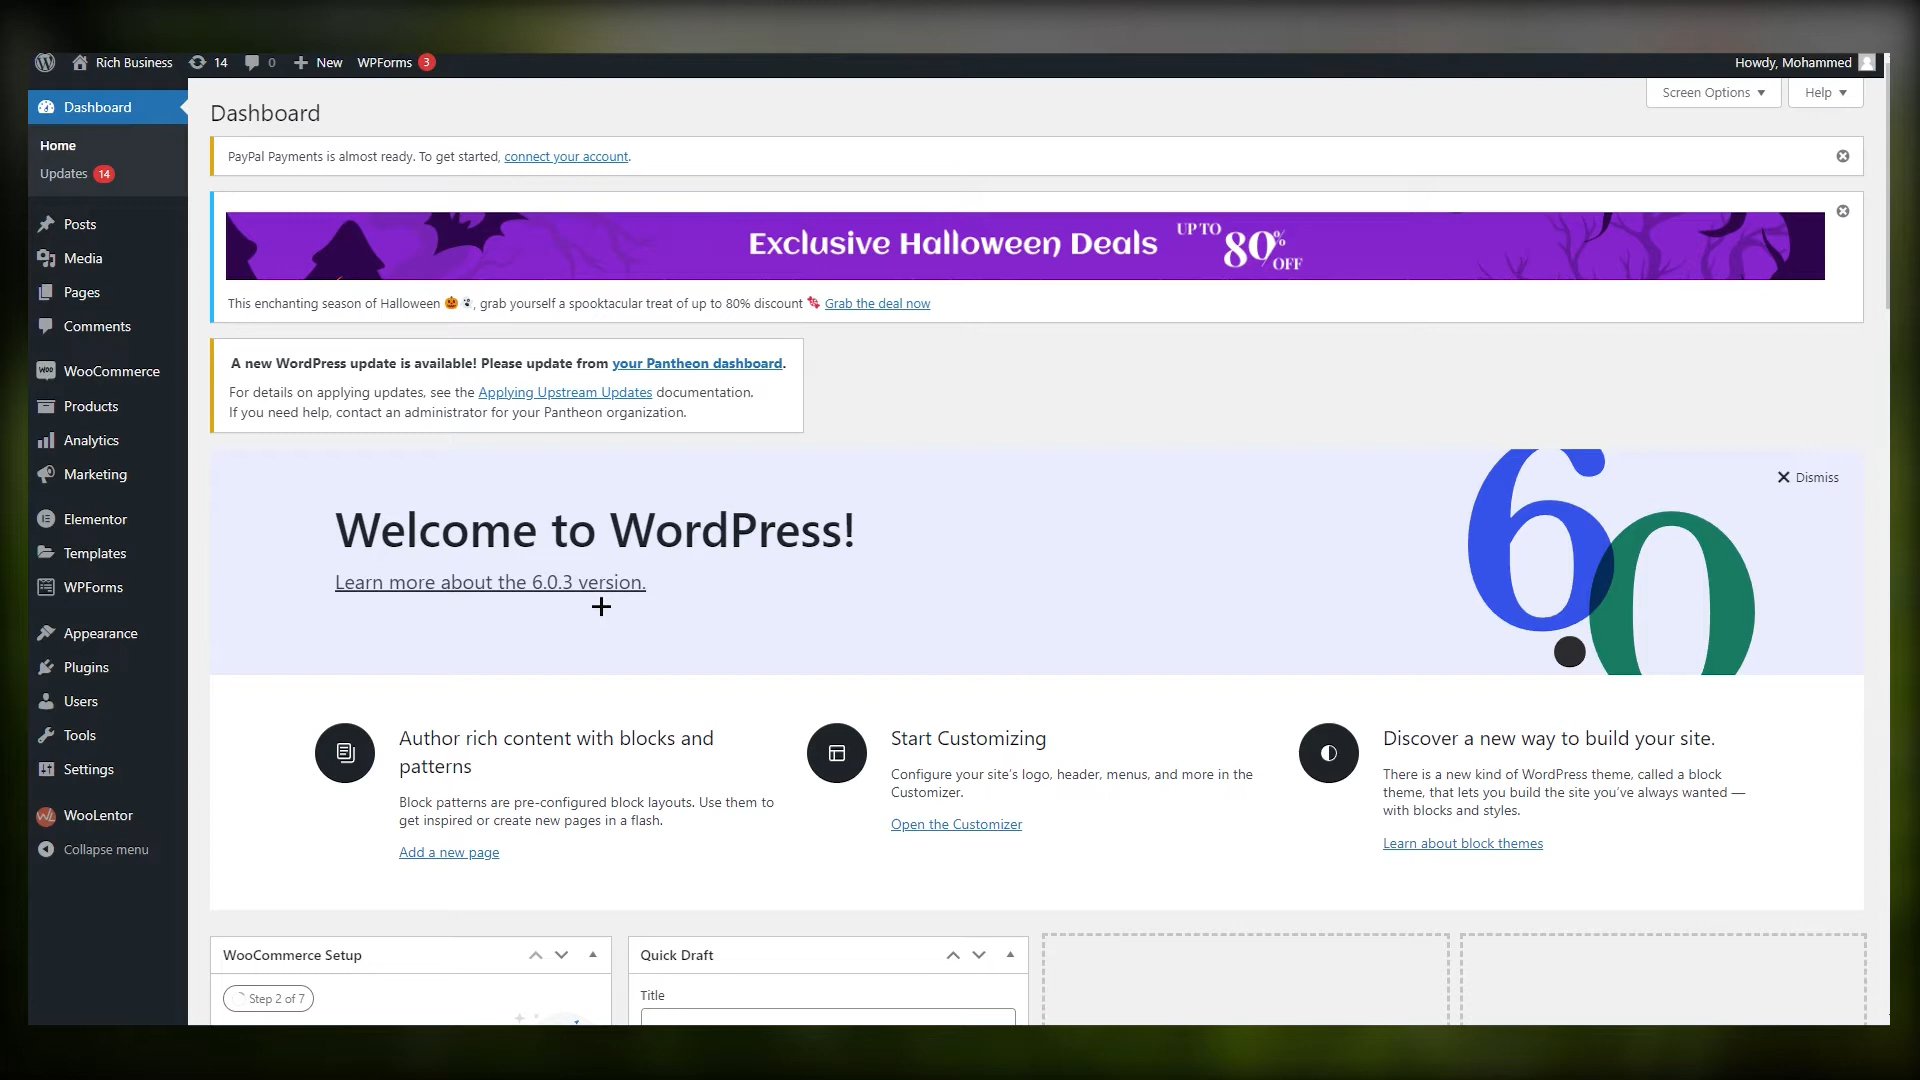 Rich Business 14 0 New WPForms 3 Howdy, Mohammed
Screen Options Help
Dashboard
Home
Updates 14
Posts
Media
Pages
Comments
WOO WooCommerce
Products
Analytics
Marketing
Elementor
Templates
WPForms
Appearance
Plugins
Users
Tools
Settings
WL WooLentor
Collapse menu
Dashboard
PayPal Payments is almost ready. To get started, connect your account.
Exclusive Halloween Deals UP TO 80% OFF
This enchanting season of Halloween 🎃 👻, grab yourself a spooktacular treat of up to 80% discount 🍬 Grab the deal now
A new WordPress update is available! Please update from your Pantheon dashboard.
For details on applying updates, see the Applying Upstream Updates documentation.
If you need help, contact an administrator for your Pantheon organization.
Dismiss
Welcome to WordPress!
Learn more about the 6.0.3 version.
6.0
Author rich content with blocks and
patterns
Block patterns are pre-configured block layouts. Use them to
get inspired or create new pages in a flash.
Add a new page
Start Customizing
Configure your site’s logo, header, menus, and more in the
Customizer.
Open the Customizer
Discover a new way to build your site.
There is a new kind of WordPress theme, called a block
theme, that lets you build the site you’ve always wanted —
with blocks and styles.
Learn about block themes
WooCommerce Setup
Step 2 of 7
Quick Draft
Title